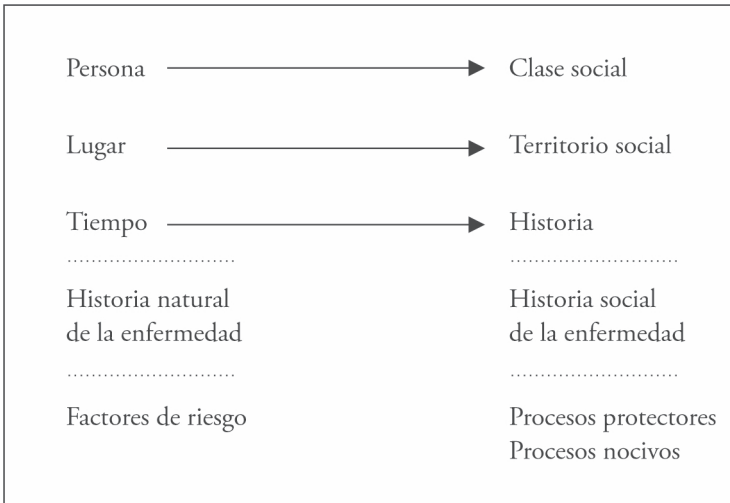 Persona Clase social
Lugar Territorio social
Tiempo Historia
Historia natural Historia social
de la enfermedad de la enfermedad
Factores de riesgo Procesos protectores
Procesos nocivos